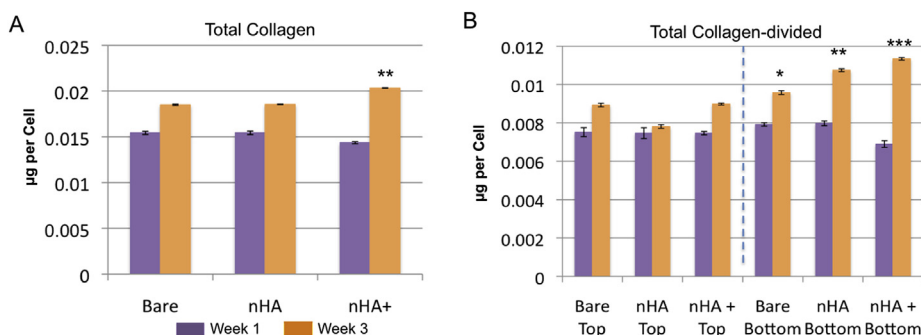 A
Total Collagen
0.025
0.02
0.015
0.01
0.005
0
µg per Cell
**
Bare nHA nHA+
Week 1 Week 3
B
Total Collagen-divided
0.012
0.01
0.008
0.006
0.004
0.002
0
µg per Cell
* ** ***
Bare nHA nHA + Bare nHA nHA +
Top Top Top Bottom Bottom Bottom